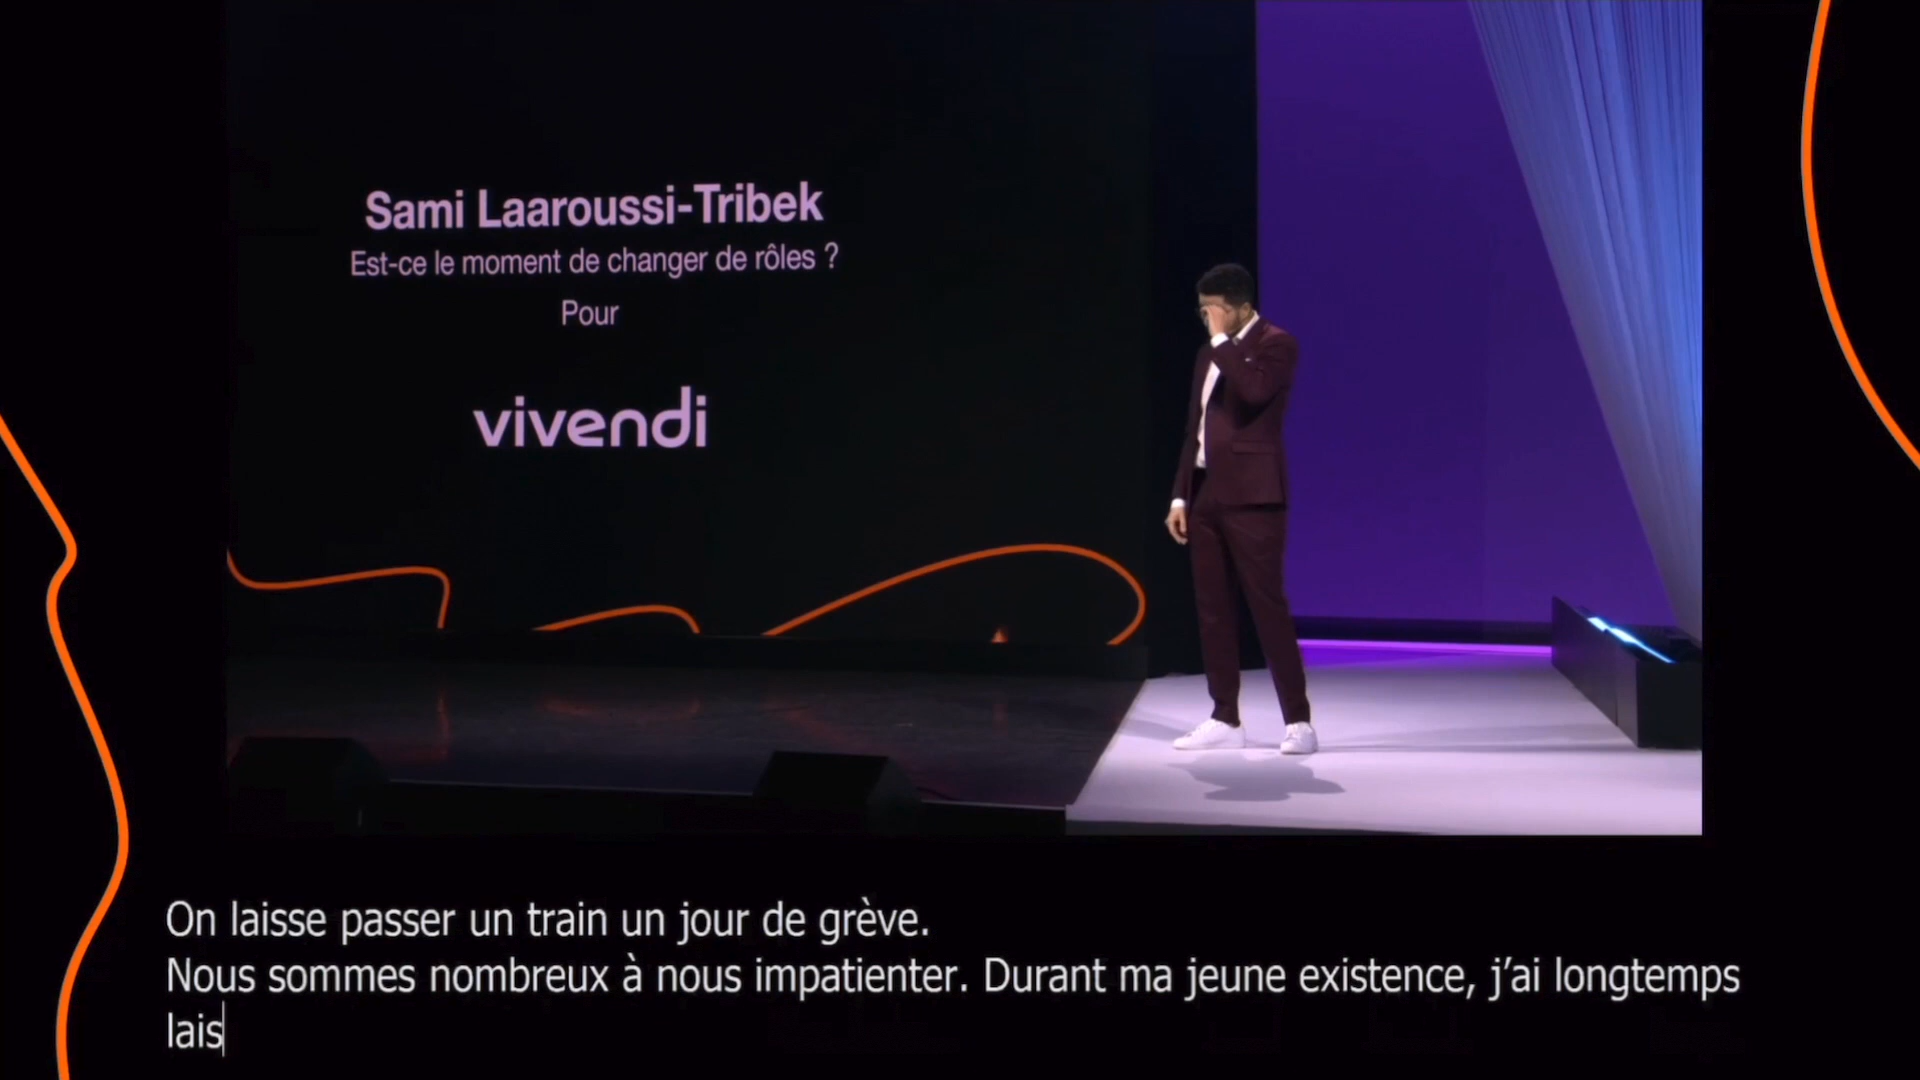 Sami Laaroussi-Tribek
Est-ce le moment de changer de rôles ?
Pour
vivendi
On laisse passer un train un jour de grève.
Nous sommes nombreux à nous impatienter. Durant ma jeune existence, j’ai longtemps
lais